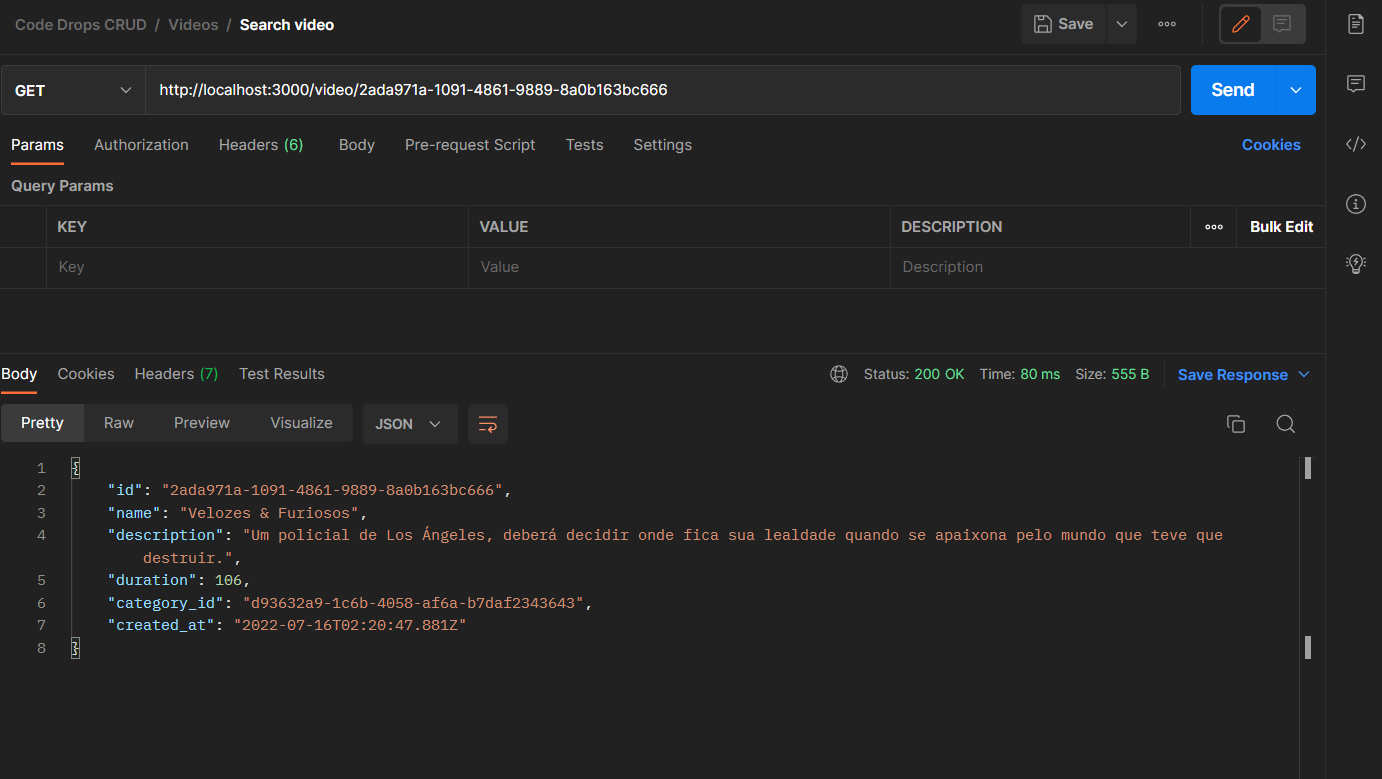 Code Drops CRUD / Videos / Search video
Save
GET
http://localhost:3000/video/2ada971a-1091-4861-9889-8a0b163bc666
Send
Params Authorization Headers (6) Body Pre-request Script Tests Settings
Cookies
Query Params
KEY VALUE DESCRIPTION
Bulk Edit
Key Value Description
Body Cookies Headers (7) Test Results
Status: 200 OK Time: 80 ms Size: 555 B
Save Response
Pretty Raw Preview Visualize
JSON
1 {
2 "id": "2ada971a-1091-4861-9889-8a0b163bc666",
3 "name": "Velozes & Furiosos",
4 "description": "Um policial de Los Ángeles, deberá decidir onde fica sua lealdade quando se apaixona pelo mundo que teve que
destruir.",
5 "duration": 106,
6 "category_id": "d93632a9-1c6b-4058-af6a-b7daf2343643",
7 "created_at": "2022-07-16T02:20:47.881Z"
8 }